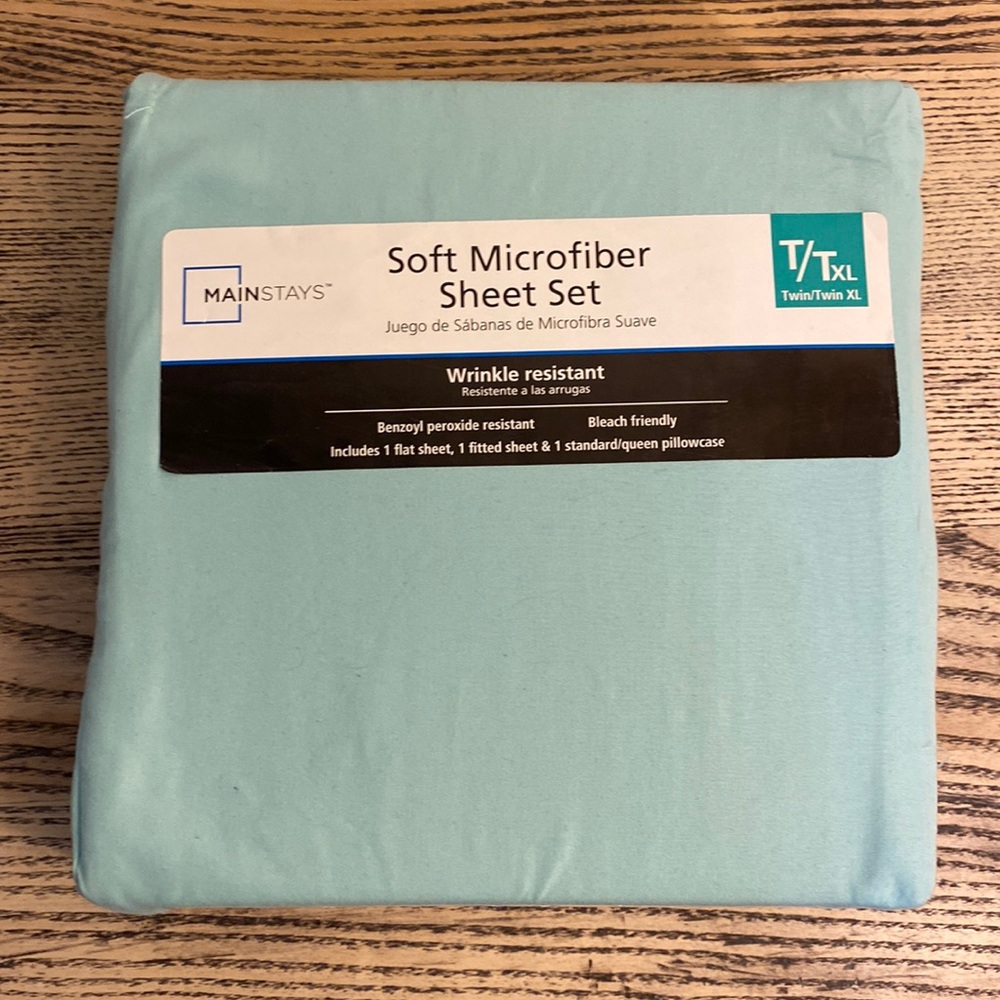 MAINSTAYS™
Soft Microfiber
Sheet Set
Juego de Sábanas de Microfibra Suave
T/TXL
Twin/Twin XL
Wrinkle resistant
Resistente a las arrugas
Benzoyl peroxide resistant Bleach friendly
Includes 1 flat sheet, 1 fitted sheet & 1 standard/queen pillowcase